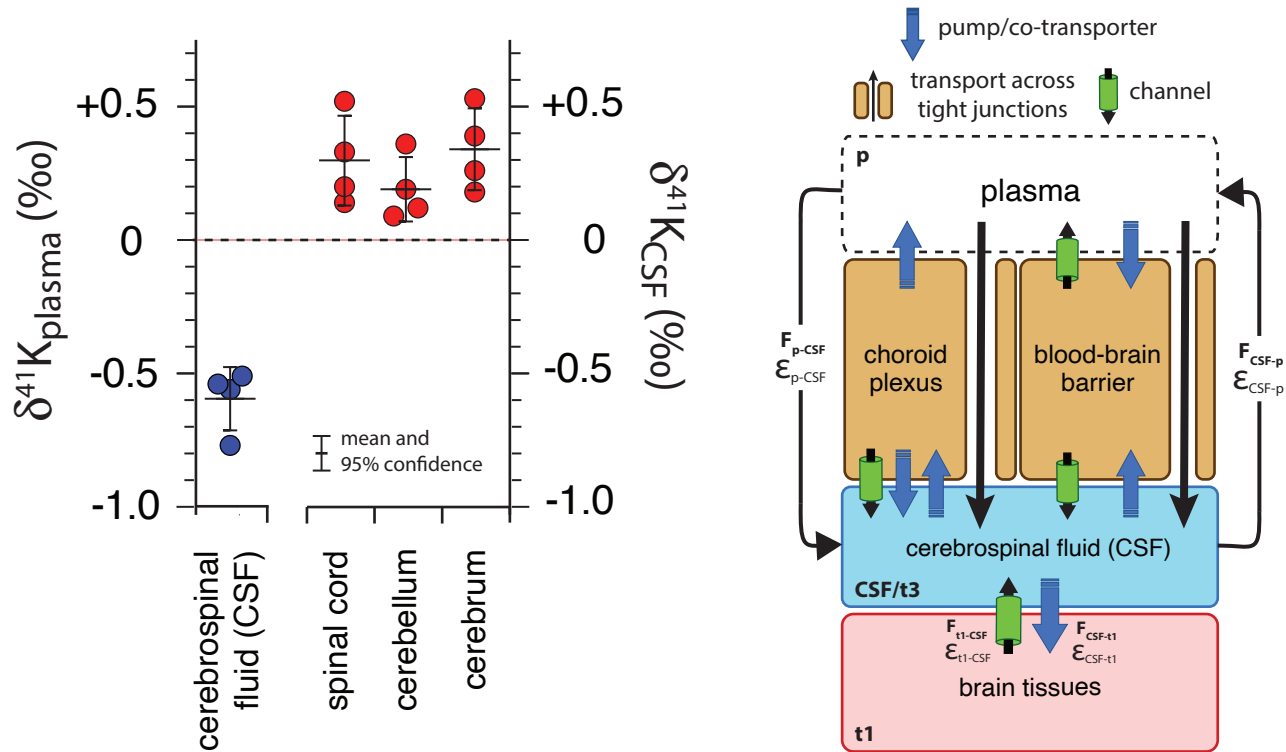 δ41Kplasma (‰)
+0.5
0
-0.5
-1.0
mean and
95% confidence
+0.5
0
-0.5
-1.0
δ41KCSF (‰)
cerebrospinal
fluid (CSF)
spinal cord
cerebellum
cerebrum
pump/co-transporter
transport across
tight junctions
channel
p
plasma
Fp-CSF
εp-CSF
choroid
plexus
blood-brain
barrier
FCSF-p
εCSF-p
cerebrospinal fluid (CSF)
CSF/t3
Ft1-CSF
εt1-CSF
FCSF-t1
εCSF-t1
brain tissues
t1